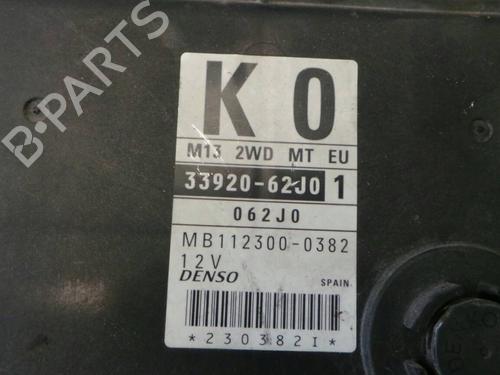 K 0
M13 2WD MT EU
33920-62J0 1
062J0
MB112300-0382
12V
DENSO
SPAIN
*230382I*
B-PARTS